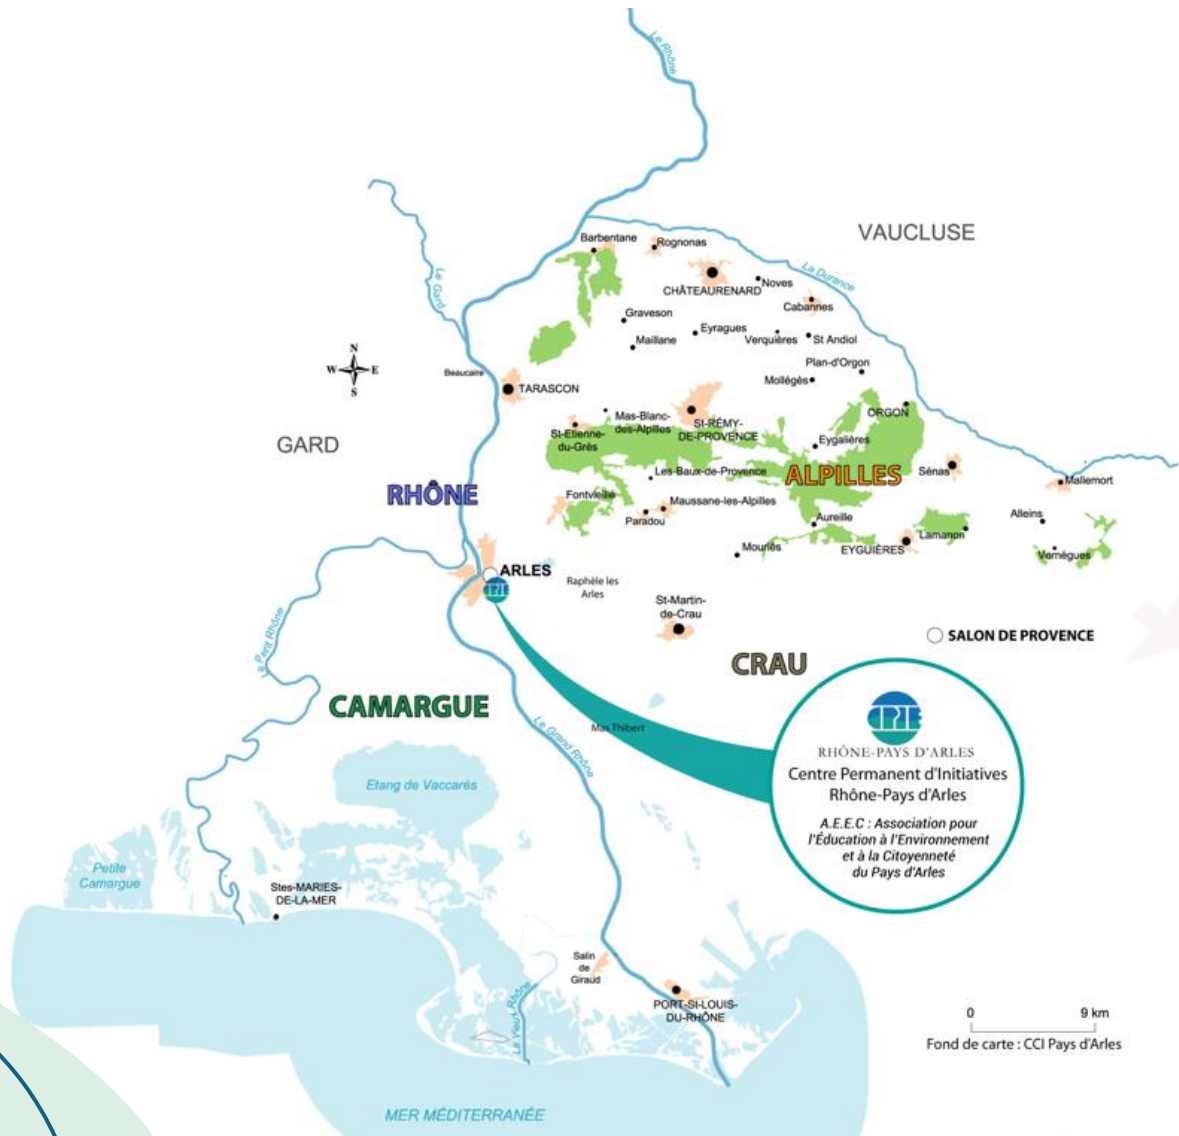 Le Rhône
VAUCLUSE
Barbentane
Rognonas
La Durance
Le Gard
CHÂTEAURENARD
Noves
Cabannes
Graveson
Eyragues
Maillane
Verquières
St Andiol
N
W
E
S
Beaucaire
TARASCON
Plan-d'Orgon
Mollégès
ORGON
Mas-Blanc-
des-Alpilles
St-RÉMY-
DE-PROVENCE
St-Etienne-
du-Grès
Eygalières
GARD
Les-Baux-de-Provence
ALPILLES
Sénas
Mallemort
RHÔNE
Fontvieille
Maussane-les-Alpilles
Paradou
Aureille
Alleins
Lamanon
Mouriès
EYGUIÈRES
Vernègues
ARLES
CPIE
Raphèle les
Arles
St-Martin-
de-Crau
Le Petit Rhône
SALON DE PROVENCE
CRAU
CAMARGUE
Le Grand Rhône
Mas Thibert
CPIE
RHÔNE-PAYS D'ARLES
Centre Permanent d'Initiatives
Rhône-Pays d'Arles
A.E.E.C : Association pour
l'Éducation à l'Environnement
et à la Citoyenneté
du Pays d'Arles
Etang de Vaccarés
Petite
Camargue
Stes-MARIES-
DE-LA-MER
Salin
de
Giraud
Le Vieux Rhône
PORT-St-LOUIS-
DU-RHÔNE
0
9 km
Fond de carte : CCI Pays d'Arles
MER MÉDITERRANÉE